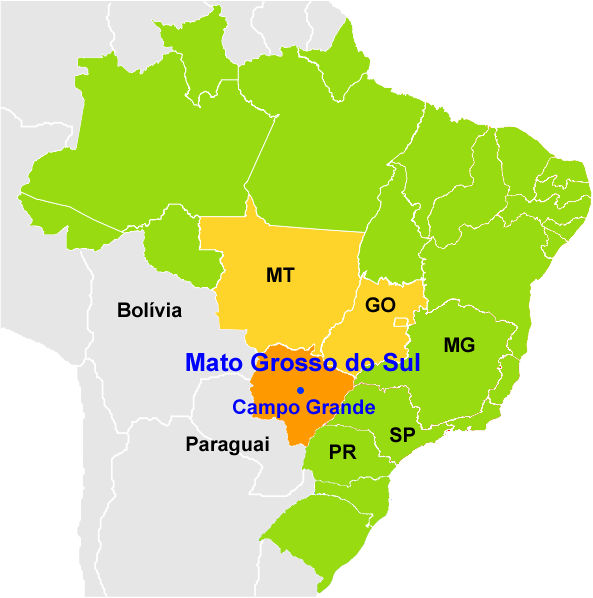 MT
GO
Bolívia
MG
Mato Grosso do Sul
Campo Grande
SP
Paraguai
PR